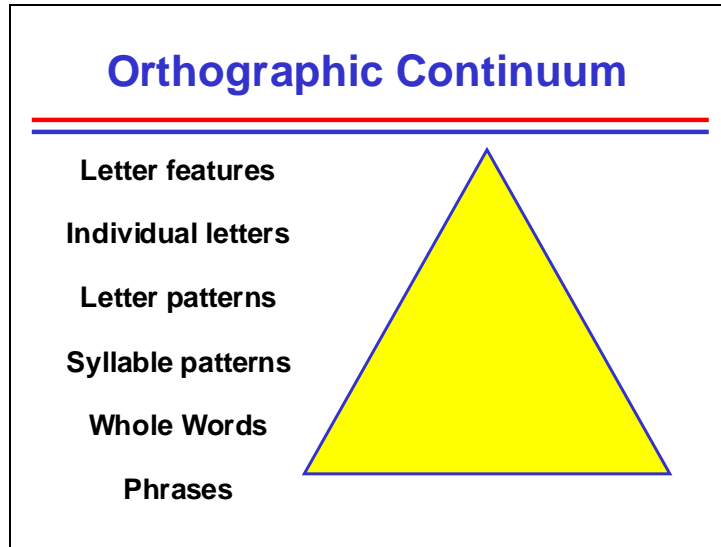 Orthographic Continuum
Letter features
Individual letters
Letter patterns
Syllable patterns
Whole Words
Phrases